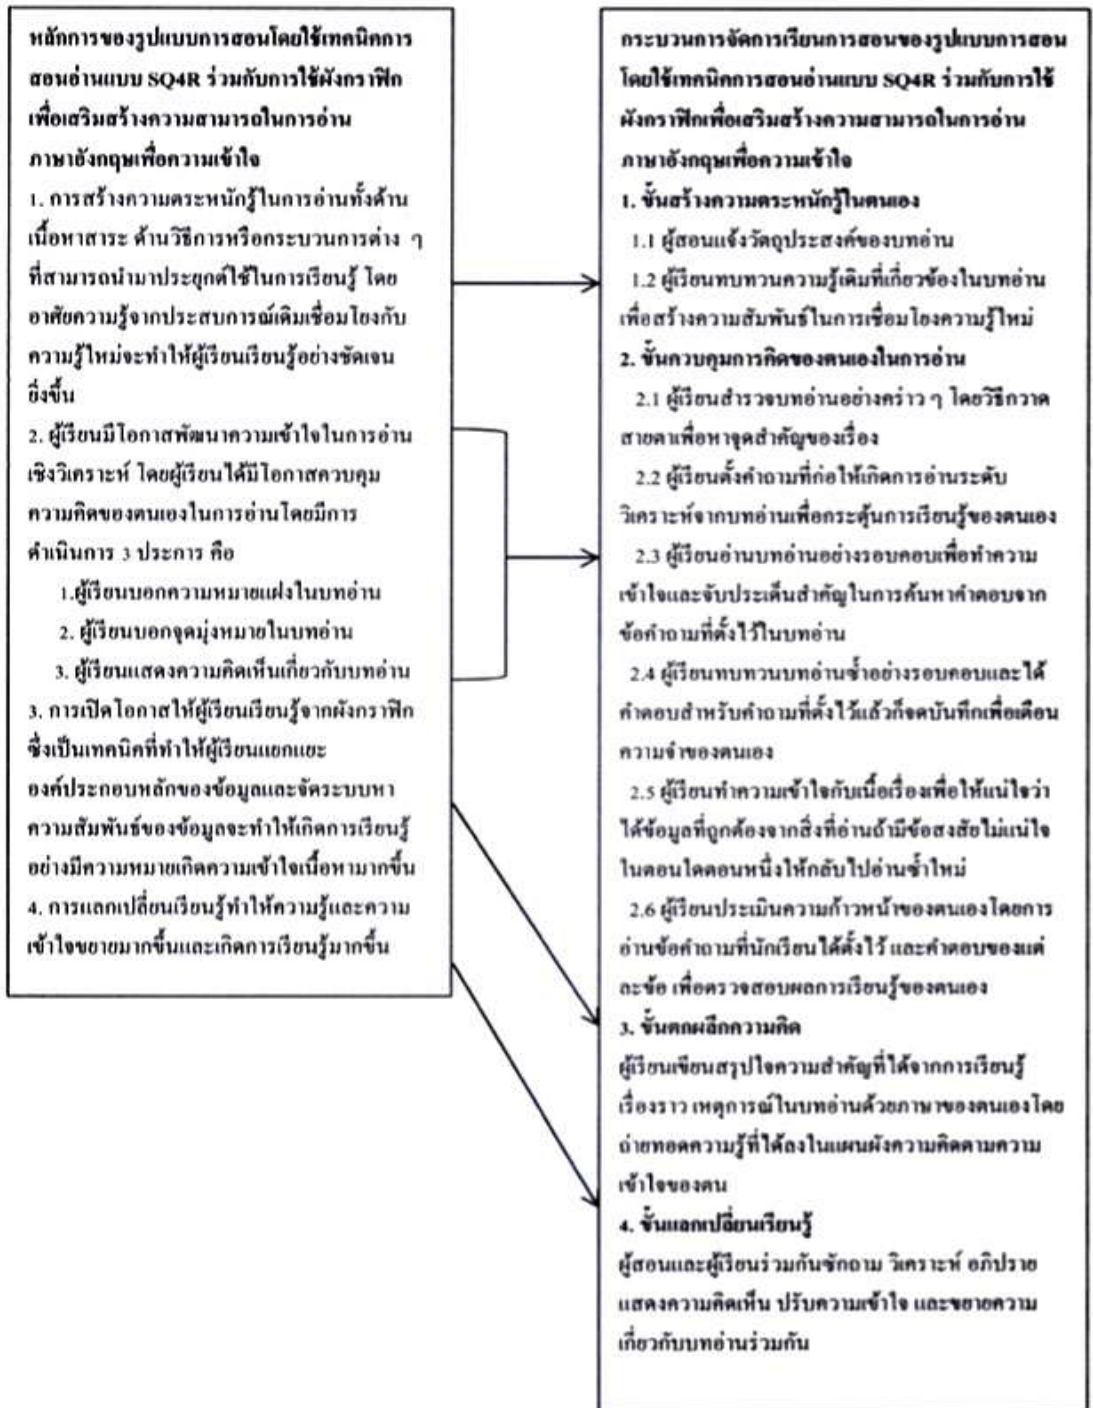 หลักการของรูปแบบการสอนโดยใช้เทคนิคการ
สอนอ่านแบบ SQ4R ร่วมกับการใช้ผังกราฟิก
เพื่อเสริมสร้างความสามารถในการอ่าน
ภาษาอังกฤษเพื่อความเข้าใจ
1. การสร้างความตระหนักรู้ในการอ่านทั้งด้าน
เนื้อหาสาระ ด้านวิธีการหรือกระบวนการต่าง ๆ
ที่สามารถนำมาประยุกต์ใช้ในการเรียนรู้ โดย
อาศัยความรู้จากประสบการณ์เดิมเชื่อมโยงกับ
ความรู้ใหม่จะทำให้ผู้เรียนเรียนรู้อย่างชัดเจน
ยิ่งขึ้น
2. ผู้เรียนมีโอกาสพัฒนาความเข้าใจในการอ่าน
เชิงวิเคราะห์ โดยผู้เรียนได้มีโอกาสควบคุม
ความคิดของตนเองในการอ่านโดยมีการ
ดำเนินการ 3 ประการ คือ
1.ผู้เรียนบอกความหมายแฝงในบทอ่าน
2. ผู้เรียนบอกจุดมุ่งหมายในบทอ่าน
3. ผู้เรียนแสดงความคิดเห็นเกี่ยวกับบทอ่าน
3. การเปิดโอกาสให้ผู้เรียนเรียนรู้จากผังกราฟิก
ซึ่งเป็นเทคนิคที่ทำให้ผู้เรียนแยกแยะ
องค์ประกอบหลักของข้อมูลและจัดระบบหา
ความสัมพันธ์ของข้อมูลจะทำให้เกิดการเรียนรู้
อย่างมีความหมายเกิดความเข้าใจเนื้อหามากขึ้น
4. การแลกเปลี่ยนเรียนรู้ทำให้ความรู้และความ
เข้าใจขยายมากขึ้นและเกิดการเรียนรู้มากขึ้น
กระบวนการจัดการเรียนการสอนของรูปแบบการสอน
โดยใช้เทคนิคการสอนอ่านแบบ SQ4R ร่วมกับการใช้
ผังกราฟิกเพื่อเสริมสร้างความสามารถในการอ่าน
ภาษาอังกฤษเพื่อความเข้าใจ
1. ขั้นสร้างความตระหนักรู้ในตนเอง
1.1 ผู้สอนแจ้งวัตถุประสงค์ของบทอ่าน
1.2 ผู้เรียนทบทวนความรู้เดิมที่เกี่ยวข้องในบทอ่าน
เพื่อสร้างความสัมพันธ์ในการเชื่อมโยงความรู้ใหม่
2. ขั้นควบคุมการคิดของตนเองในการอ่าน
2.1 ผู้เรียนสำรวจบทอ่านอย่างคร่าว ๆ โดยวิธีกวาด
สายตาเพื่อหาจุดสำคัญของเรื่อง
2.2 ผู้เรียนตั้งคำถามที่ก่อให้เกิดการอ่านระดับ
วิเคราะห์จากบทอ่านเพื่อกระตุ้นการเรียนรู้ของตนเอง
2.3 ผู้เรียนอ่านบทอ่านอย่างรอบคอบเพื่อทำความ
เข้าใจและจับประเด็นสำคัญในการค้นหาคำตอบจาก
ข้อคำถามที่ตั้งไว้ในบทอ่าน
2.4 ผู้เรียนทบทวนบทอ่านซ้ำอย่างรอบคอบและได้
คำตอบสำหรับคำถามที่ตั้งไว้แล้วก็จดบันทึกเพื่อเตือน
ความจำของตนเอง
2.5 ผู้เรียนทำความเข้าใจกับเนื้อเรื่องเพื่อให้แน่ใจว่า
ได้ข้อมูลที่ถูกต้องจากสิ่งที่อ่านถ้ามีข้อสงสัยไม่แน่ใจ
ในตอนใดตอนหนึ่งให้กลับไปอ่านซ้ำใหม่
2.6 ผู้เรียนประเมินความก้าวหน้าของตนเองโดยการ
อ่านข้อคำถามที่นักเรียนได้ตั้งไว้ และคำตอบของแต่
ละข้อ เพื่อตรวจสอบผลการเรียนรู้ของตนเอง
3. ขั้นตกผลึกความคิด
ผู้เรียนเขียนสรุปใจความสำคัญที่ได้จากการเรียนรู้
เรื่องราว เหตุการณ์ในบทอ่านด้วยภาษาของตนเองโดย
ถ่ายทอดความรู้ที่ได้ลงในแผนผังความคิดตามความ
เข้าใจของตน
4. ขั้นแลกเปลี่ยนเรียนรู้
ผู้สอนและผู้เรียนร่วมกันซักถาม วิเคราะห์ อภิปราย
แสดงความคิดเห็น ปรับความเข้าใจ และขยายความ
เกี่ยวกับบทอ่านร่วมกัน